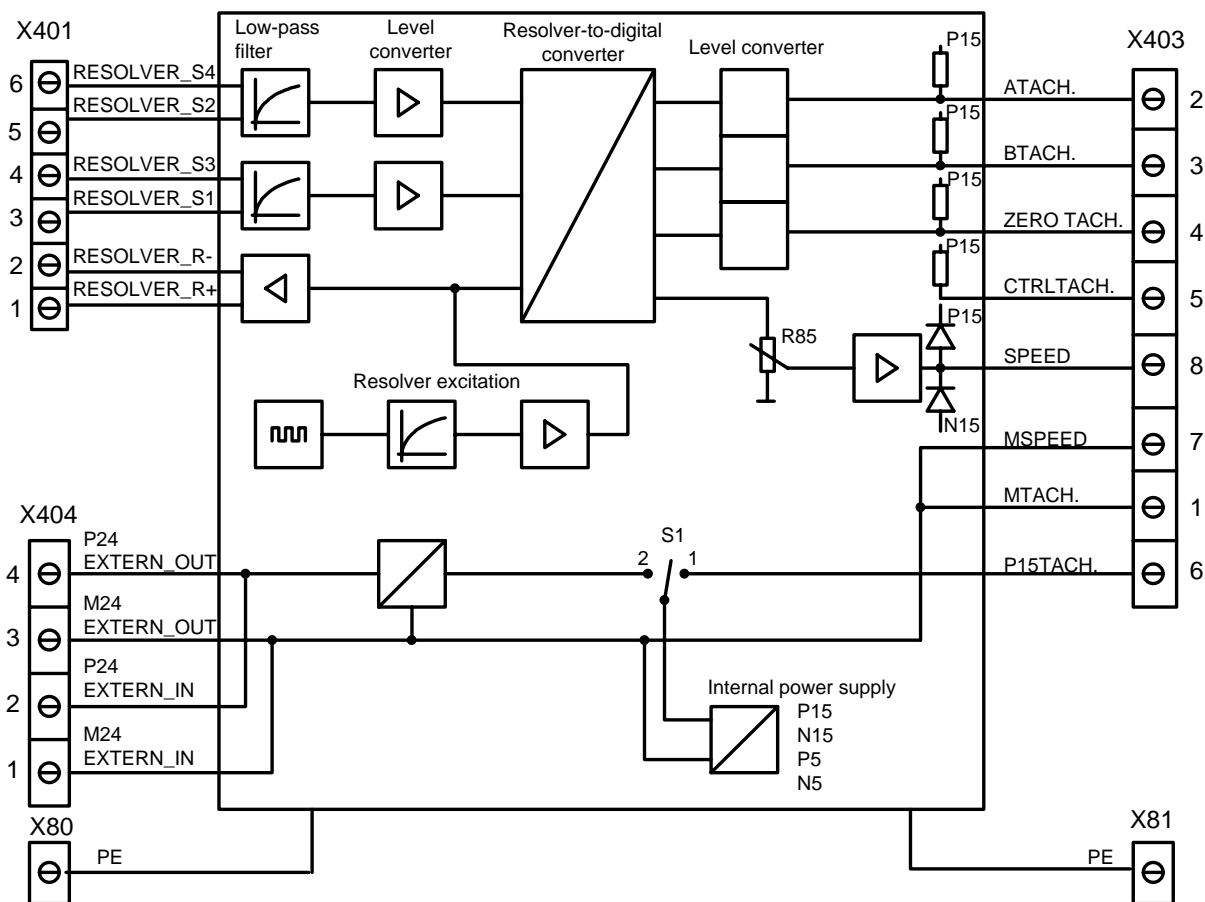 X401
6
RESOLVER_S4
RESOLVER_S2
5
4
RESOLVER_S3
RESOLVER_S1
3
2
RESOLVER_R-
RESOLVER_R+
1
Low-pass
filter
Level
converter
Resolver-to-digital
converter
Level converter
Resolver excitation
R85
P15
P15
P15
P15
P15
N15
X403
ATACH.
2
BTACH.
3
ZERO TACH.
4
CTRLTACH.
5
SPEED
8
MSPEED
7
MTACH.
1
P15TACH.
6
X404
P24
EXTERN_OUT
4
M24
EXTERN_OUT
3
P24
EXTERN_IN
2
M24
EXTERN_IN
1
S1
2
1
Internal power supply
P15
N15
P5
N5
X80
PE
X81
PE